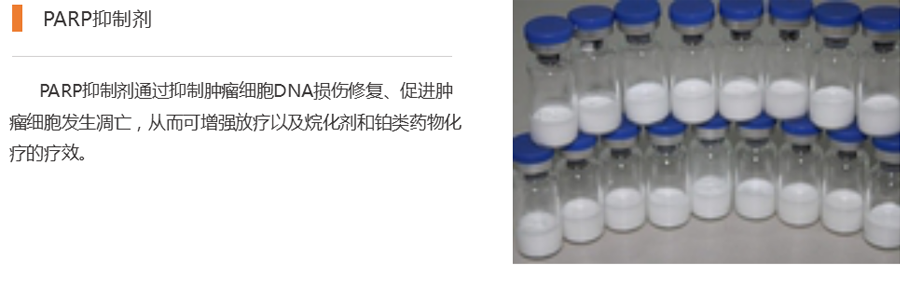 PARP抑制剂
PARP抑制剂通过抑制肿瘤细胞DNA损伤修复、促进肿
瘤细胞发生凋亡，从而可增强放疗以及烷化剂和铂类药物化
疗的疗效。